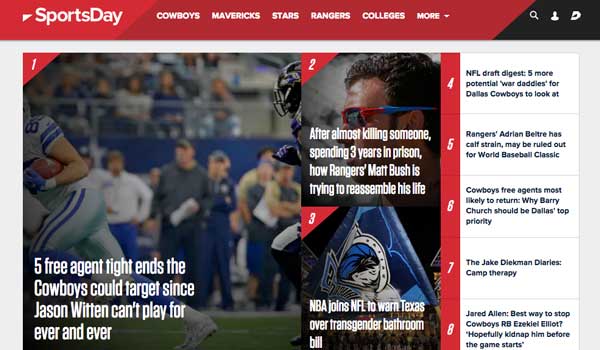 SportsDay
COWBOYS MAVERICKS STARS RANGERS COLLEGES MORE
1
5 free agent tight ends the
Cowboys could target since
Jason Witten can't play for
ever and ever
2
After almost killing someone,
spending 3 years in prison,
how Rangers' Matt Bush is
trying to reassemble his life
3
NBA joins NFL to warn Texas
over transgender bathroom
bill
4
NFL draft digest: 5 more
potential 'war daddies' for
Dallas Cowboys to look at
5
Rangers' Adrian Beltre has
calf strain, may be ruled out
for World Baseball Classic
6
Cowboys free agents most
likely to return: Why Barry
Church should be Dallas' top
priority
7
The Jake Diekman Diaries:
Camp therapy
8
Jared Allen: Best way to stop
Cowboys RB Ezekiel Elliot?
'Hopefully kidnap him before
the game starts'